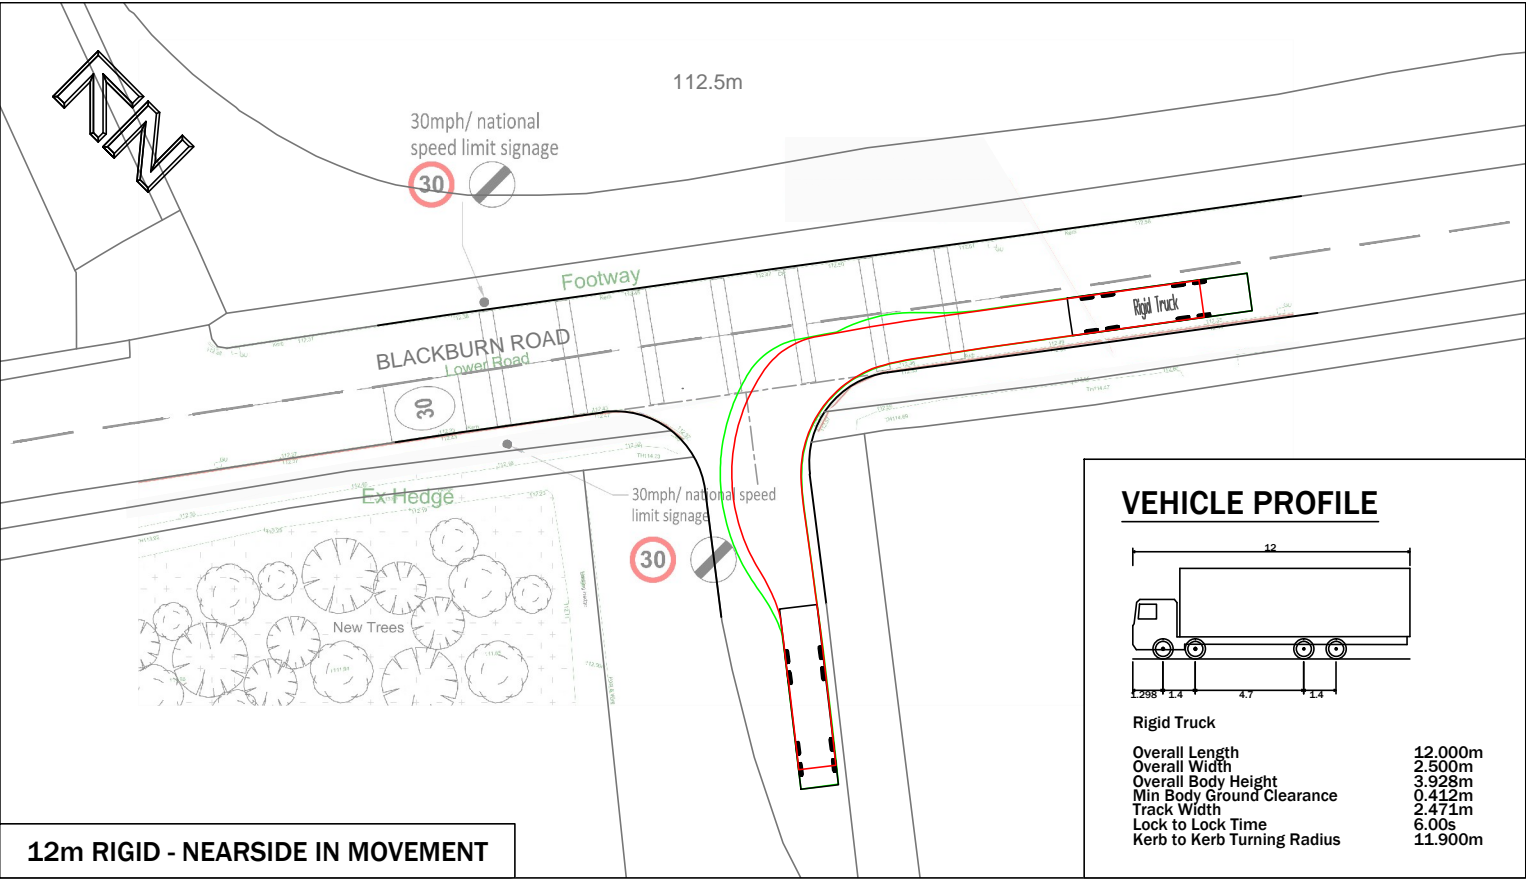 N
112.5m
30mph/ national
speed limit signage
30
Footway
BLACKBURN ROAD
Lower Road
30
Rigid Truck
Ex Hedge
30mph/ national speed
limit signage
30
New Trees
VEHICLE PROFILE
12
1.298 1.4 4.7 1.4
Rigid Truck
Overall Length 12.000m
Overall Width 2.500m
Overall Body Height 3.928m
Min Body Ground Clearance 0.412m
Track Width 2.471m
Lock to Lock Time 6.00s
Kerb to Kerb Turning Radius 11.900m
12m RIGID - NEARSIDE IN MOVEMENT